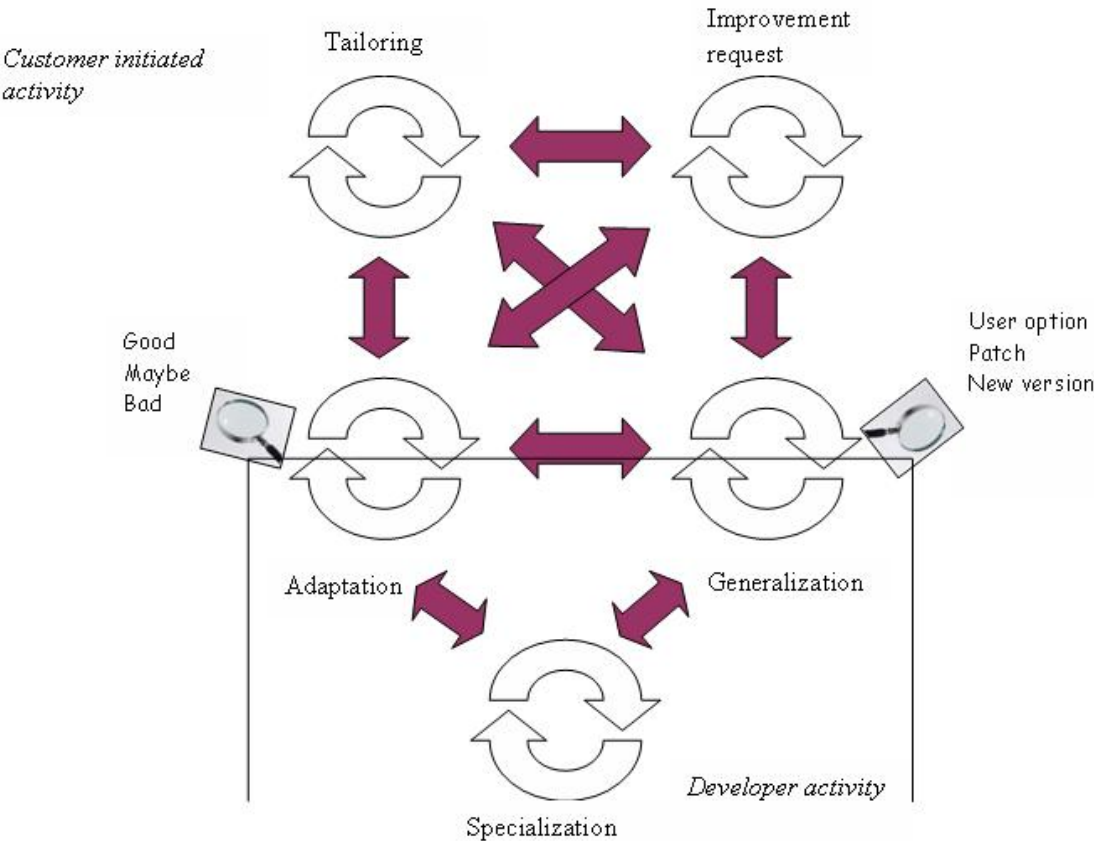 Customer initiated
activity
Tailoring
Improvement
request
Good
Maybe
Bad
User option
Patch
New version
Adaptation
Generalization
Developer activity
Specialization